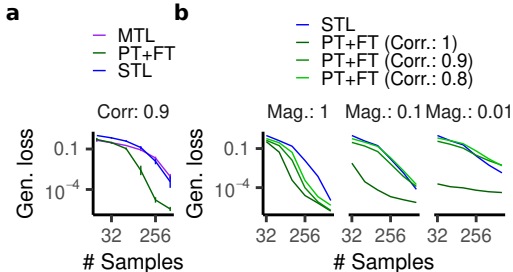 a
MTL
PT+FT
STL
Corr: 0.9
Gen. loss
0.1
10⁻⁴
32
256
# Samples
b
STL
PT+FT (Corr.: 1)
PT+FT (Corr.: 0.9)
PT+FT (Corr.: 0.8)
Mag.: 1
Mag.: 0.1
Mag.: 0.01
Gen. loss
0.1
10⁻⁴
32
256
32
256
32
256
# Samples